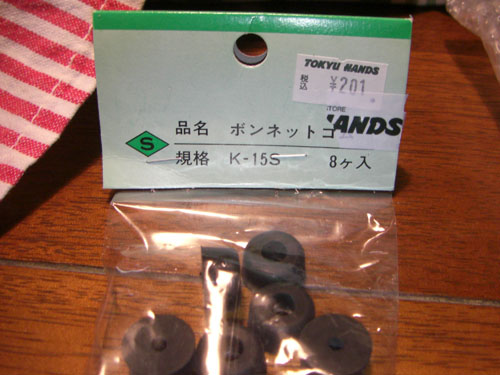 TOKYU HANDS
税込 ¥201
STORE
HANDS
品名 ボンネットゴ
S
規格 K-15S 8ヶ入